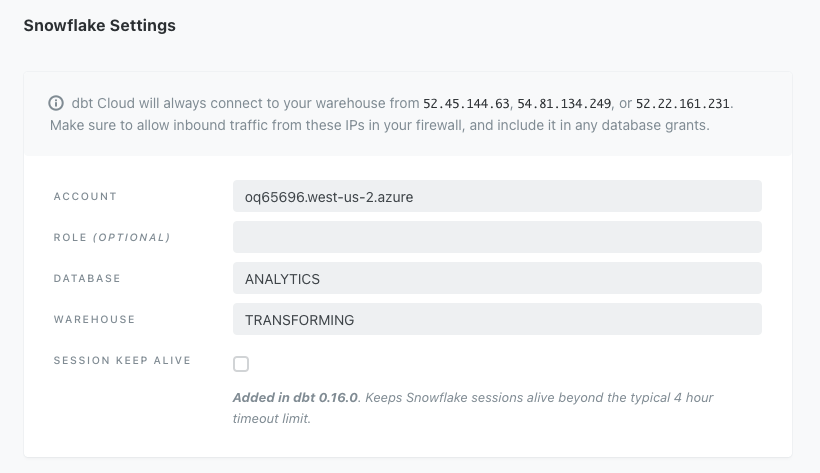 Snowflake Settings
dbt Cloud will always connect to your warehouse from 52.45.144.63, 54.81.134.249, or 52.22.161.231.
Make sure to allow inbound traffic from these IPs in your firewall, and include it in any database grants.
ACCOUNT oq65696.west-us-2.azure
ROLE (OPTIONAL)
DATABASE ANALYTICS
WAREHOUSE TRANSFORMING
SESSION KEEP ALIVE
Added in dbt 0.16.0. Keeps Snowflake sessions alive beyond the typical 4 hour
timeout limit.